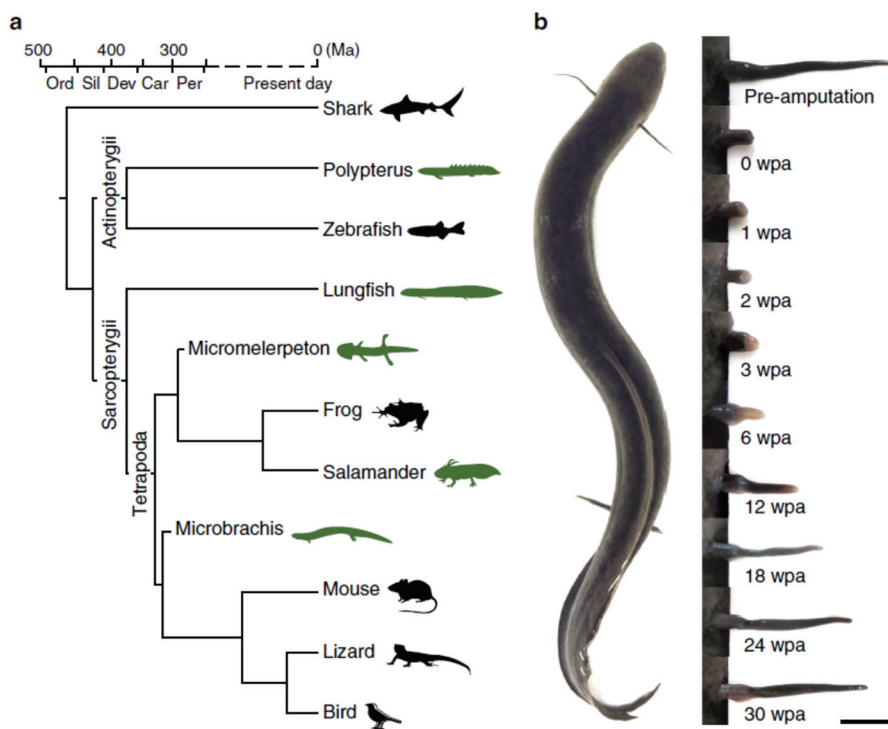 a
500 400 300 0 (Ma)
Ord Sil Dev Car Per Present day
Shark
Actinopterygii
Polypterus
Zebrafish
Sarcopterygii
Lungfish
Tetrapoda
Micromelerpeton
Frog
Salamander
Microbrachis
Mouse
Lizard
Bird
b
Pre-amputation
0 wpa
1 wpa
2 wpa
3 wpa
6 wpa
12 wpa
18 wpa
24 wpa
30 wpa